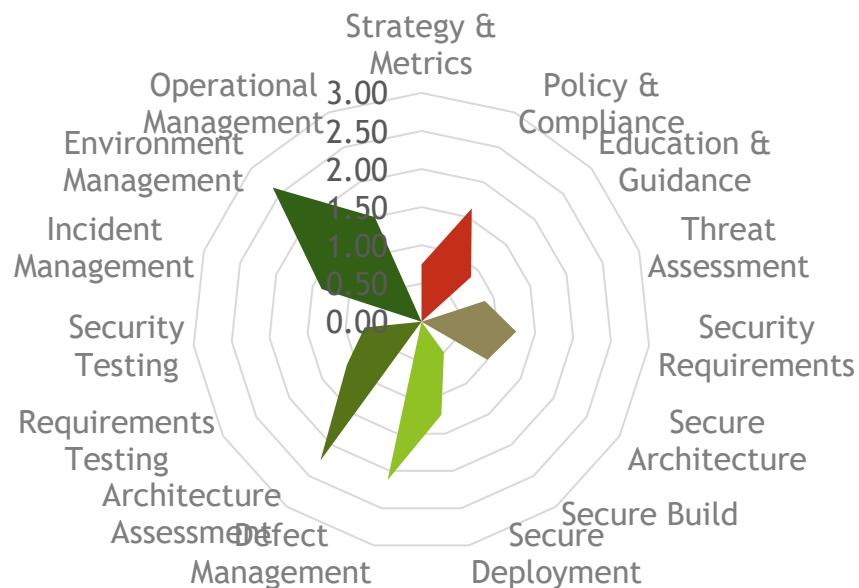 Strategy &
Metrics
Policy &
Compliance
Education &
Guidance
Threat
Assessment
Security
Requirements
Secure
Architecture
Secure Build
Secure
Deployment
Defect
Management
Architecture
Assessment
Requirements
Testing
Security
Testing
Incident
Management
Environment
Management
Operational
Management
3.00
2.50
2.00
1.50
1.00
0.50
0.00